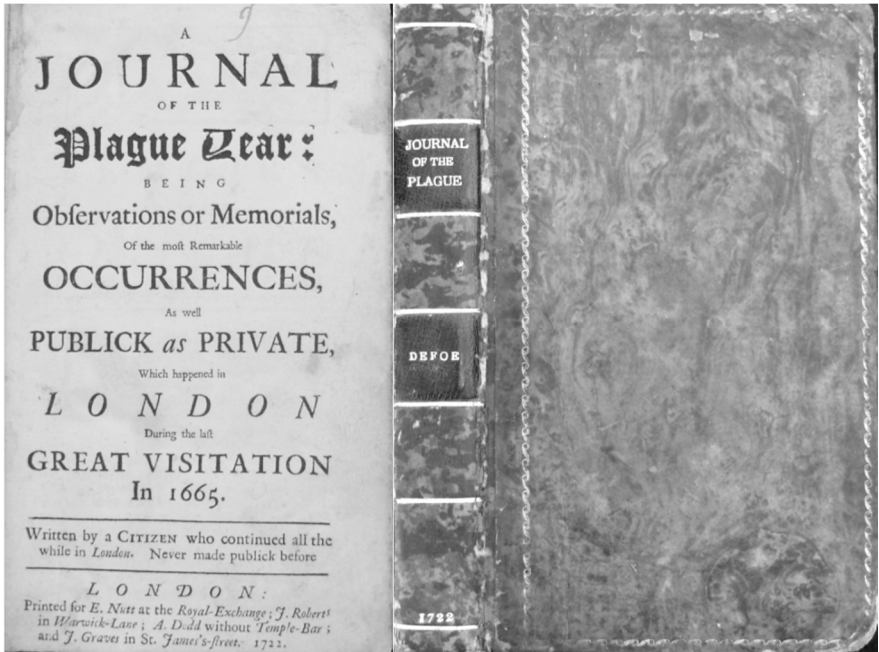 9
A
JOURNAL
OF THE
Plague Year:
BEING
Obſervations or Memorials,
Of the moſt Remarkable
OCCURRENCES,
As well
PUBLICK as PRIVATE,
Which happened in
LONDON
During the laſt
GREAT VISITATION
In 1665.
Written by a CITIZEN who continued all the
while in London. Never made publick before
LONDON:
Printed for E. Nutt at the Royal-Exchange; J. Roberts
in Warwick-Lane; A. Dodd without Temple-Bar;
and J. Graves in St. James's-ſtreet. 1722.
JOURNAL
OF THE
PLAGUE
DEFOE
1722